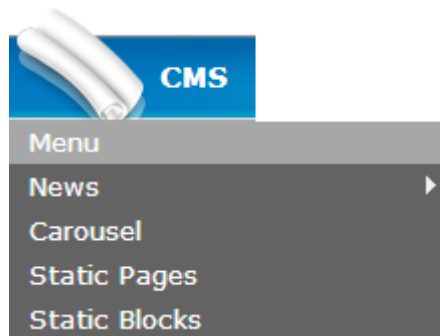 CMS
Menu
News
Carousel
Static Pages
Static Blocks